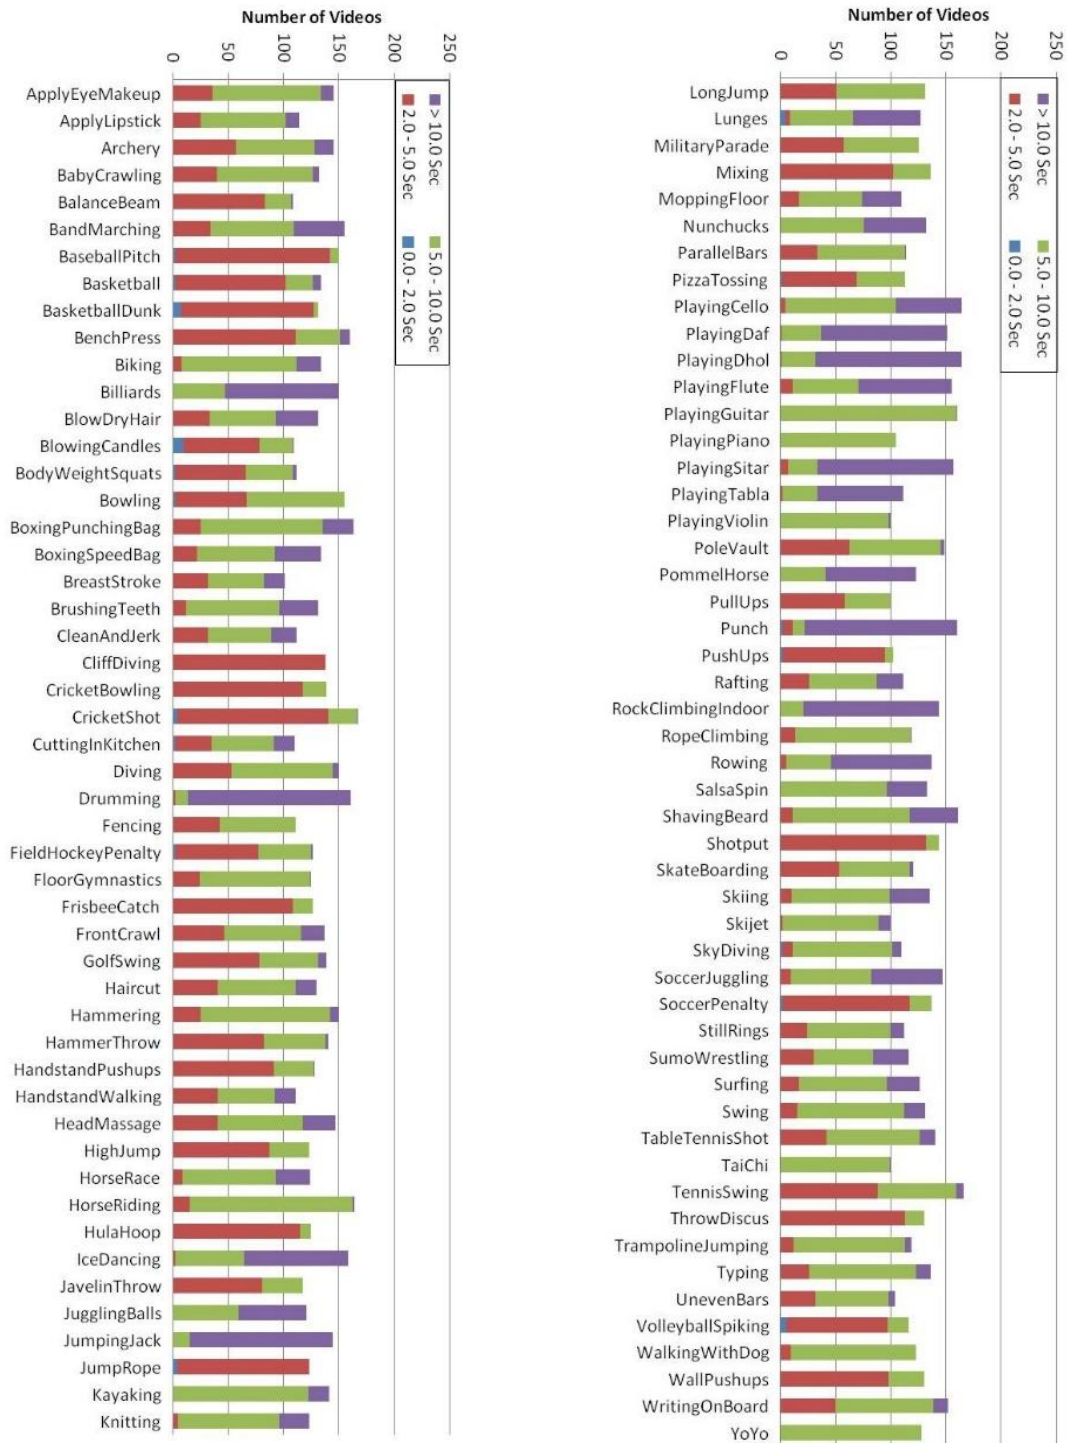 Number of Videos
0 50 100 150 200 250
> 10.0 Sec
5.0 - 10.0 Sec
2.0 - 5.0 Sec
0.0 - 2.0 Sec
ApplyEyeMakeup
ApplyLipstick
Archery
BabyCrawling
BalanceBeam
BandMarching
BaseballPitch
Basketball
BasketballDunk
BenchPress
Biking
Billiards
BlowDryHair
BlowingCandles
BodyWeightSquats
Bowling
BoxingPunchingBag
BoxingSpeedBag
BreastStroke
BrushingTeeth
CleanAndJerk
CliffDiving
CricketBowling
CricketShot
CuttingInKitchen
Diving
Drumming
Fencing
FieldHockeyPenalty
FloorGymnastics
FrisbeeCatch
FrontCrawl
GolfSwing
Haircut
Hammering
HammerThrow
HandstandPushups
HandstandWalking
HeadMassage
HighJump
HorseRace
HorseRiding
HulaHoop
IceDancing
JavelinThrow
JugglingBalls
JumpingJack
JumpRope
Kayaking
Knitting
Number of Videos
0 50 100 150 200 250
> 10.0 Sec
5.0 - 10.0 Sec
2.0 - 5.0 Sec
0.0 - 2.0 Sec
LongJump
Lunges
MilitaryParade
Mixing
MoppingFloor
Nunchucks
ParallelBars
PizzaTossing
PlayingCello
PlayingDaf
PlayingDhol
PlayingFlute
PlayingGuitar
PlayingPiano
PlayingSitar
PlayingTabla
PlayingViolin
PoleVault
PommelHorse
PullUps
Punch
PushUps
Rafting
RockClimbingIndoor
RopeClimbing
Rowing
SalsaSpin
ShavingBeard
Shotput
SkateBoarding
Skiing
Skijet
SkyDiving
SoccerJuggling
SoccerPenalty
StillRings
SumoWrestling
Surfing
Swing
TableTennisShot
TaiChi
TennisSwing
ThrowDiscus
TrampolineJumping
Typing
UnevenBars
VolleyballSpiking
WalkingWithDog
WallPushups
WritingOnBoard
YoYo